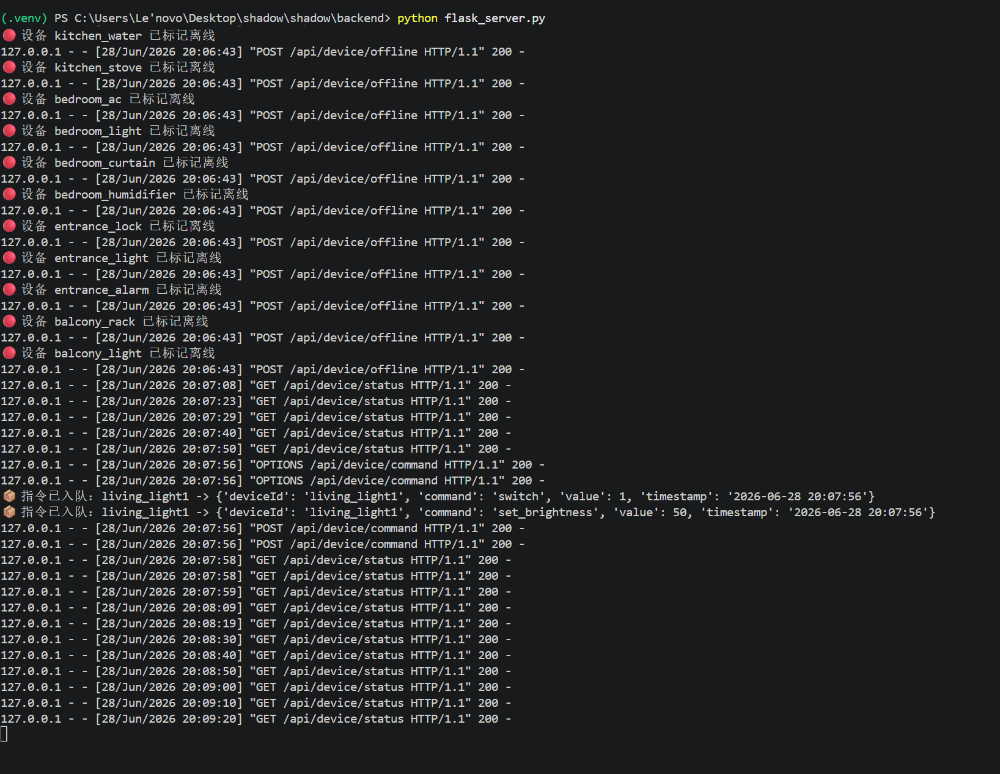 (.venv) PS C:\Users\Le'novo\Desktop\shadow\shadow\backend> python flask_server.py
🔴 设备 kitchen_water 已标记离线
127.0.0.1 - - [28/Jun/2026 20:06:43] "POST /api/device/offline HTTP/1.1" 200 -
🔴 设备 kitchen_stove 已标记离线
127.0.0.1 - - [28/Jun/2026 20:06:43] "POST /api/device/offline HTTP/1.1" 200 -
🔴 设备 bedroom_ac 已标记离线
127.0.0.1 - - [28/Jun/2026 20:06:43] "POST /api/device/offline HTTP/1.1" 200 -
🔴 设备 bedroom_light 已标记离线
127.0.0.1 - - [28/Jun/2026 20:06:43] "POST /api/device/offline HTTP/1.1" 200 -
🔴 设备 bedroom_curtain 已标记离线
127.0.0.1 - - [28/Jun/2026 20:06:43] "POST /api/device/offline HTTP/1.1" 200 -
🔴 设备 bedroom_humidifier 已标记离线
127.0.0.1 - - [28/Jun/2026 20:06:43] "POST /api/device/offline HTTP/1.1" 200 -
🔴 设备 entrance_lock 已标记离线
127.0.0.1 - - [28/Jun/2026 20:06:43] "POST /api/device/offline HTTP/1.1" 200 -
🔴 设备 entrance_light 已标记离线
127.0.0.1 - - [28/Jun/2026 20:06:43] "POST /api/device/offline HTTP/1.1" 200 -
🔴 设备 entrance_alarm 已标记离线
127.0.0.1 - - [28/Jun/2026 20:06:43] "POST /api/device/offline HTTP/1.1" 200 -
🔴 设备 balcony_rack 已标记离线
127.0.0.1 - - [28/Jun/2026 20:06:43] "POST /api/device/offline HTTP/1.1" 200 -
🔴 设备 balcony_light 已标记离线
127.0.0.1 - - [28/Jun/2026 20:06:43] "POST /api/device/offline HTTP/1.1" 200 -
127.0.0.1 - - [28/Jun/2026 20:07:08] "GET /api/device/status HTTP/1.1" 200 -
127.0.0.1 - - [28/Jun/2026 20:07:23] "GET /api/device/status HTTP/1.1" 200 -
127.0.0.1 - - [28/Jun/2026 20:07:29] "GET /api/device/status HTTP/1.1" 200 -
127.0.0.1 - - [28/Jun/2026 20:07:40] "GET /api/device/status HTTP/1.1" 200 -
127.0.0.1 - - [28/Jun/2026 20:07:50] "GET /api/device/status HTTP/1.1" 200 -
127.0.0.1 - - [28/Jun/2026 20:07:56] "OPTIONS /api/device/command HTTP/1.1" 200 -
127.0.0.1 - - [28/Jun/2026 20:07:56] "OPTIONS /api/device/command HTTP/1.1" 200 -
📦 指令已入队: living_light1 -> {'deviceId': 'living_light1', 'command': 'switch', 'value': 1, 'timestamp': '2026-06-28 20:07:56'}
📦 指令已入队: living_light1 -> {'deviceId': 'living_light1', 'command': 'set_brightness', 'value': 50, 'timestamp': '2026-06-28 20:07:56'}
127.0.0.1 - - [28/Jun/2026 20:07:56] "POST /api/device/command HTTP/1.1" 200 -
127.0.0.1 - - [28/Jun/2026 20:07:56] "POST /api/device/command HTTP/1.1" 200 -
127.0.0.1 - - [28/Jun/2026 20:07:58] "GET /api/device/status HTTP/1.1" 200 -
127.0.0.1 - - [28/Jun/2026 20:07:58] "GET /api/device/status HTTP/1.1" 200 -
127.0.0.1 - - [28/Jun/2026 20:07:59] "GET /api/device/status HTTP/1.1" 200 -
127.0.0.1 - - [28/Jun/2026 20:08:09] "GET /api/device/status HTTP/1.1" 200 -
127.0.0.1 - - [28/Jun/2026 20:08:19] "GET /api/device/status HTTP/1.1" 200 -
127.0.0.1 - - [28/Jun/2026 20:08:30] "GET /api/device/status HTTP/1.1" 200 -
127.0.0.1 - - [28/Jun/2026 20:08:40] "GET /api/device/status HTTP/1.1" 200 -
127.0.0.1 - - [28/Jun/2026 20:08:50] "GET /api/device/status HTTP/1.1" 200 -
127.0.0.1 - - [28/Jun/2026 20:09:00] "GET /api/device/status HTTP/1.1" 200 -
127.0.0.1 - - [28/Jun/2026 20:09:10] "GET /api/device/status HTTP/1.1" 200 -
127.0.0.1 - - [28/Jun/2026 20:09:20] "GET /api/device/status HTTP/1.1" 200 -